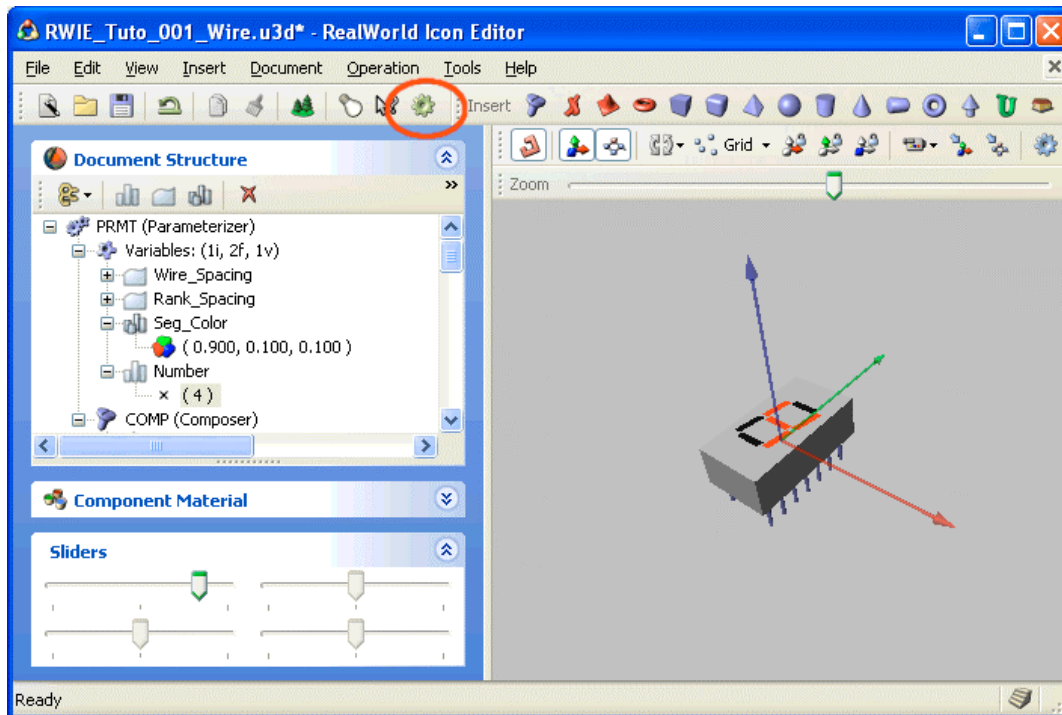 RWIE_Tuto_001_Wire.u3d* - RealWorld Icon Editor
File Edit View Insert Document Operation Tools Help
Insert
Document Structure
Grid
»
Zoom
PRMT (Parameterizer)
Variables: (1i, 2f, 1v)
Wire_Spacing
Rank_Spacing
Seg_Color
( 0.900, 0.100, 0.100 )
Number
( 4 )
COMP (Composer)
Component Material
Sliders
Ready